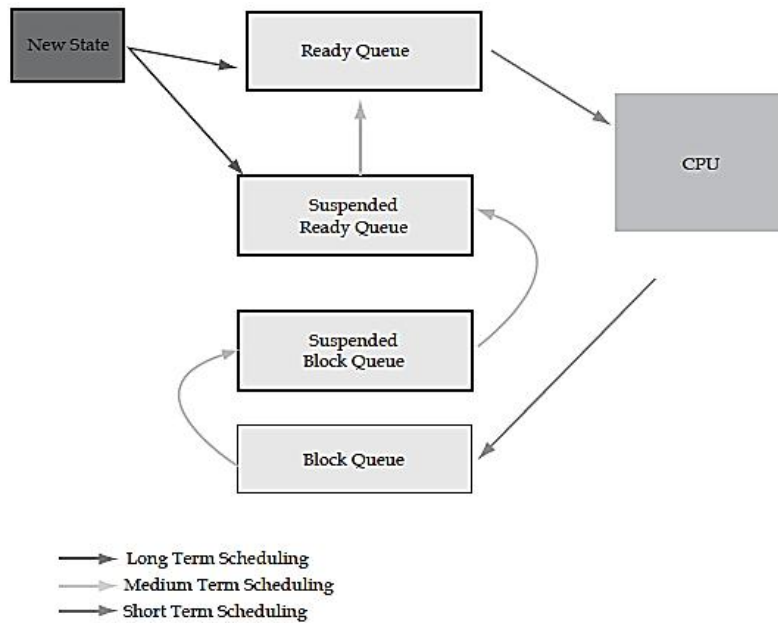 New State
Ready Queue
CPU
Suspended
Ready Queue
Suspended
Block Queue
Block Queue
Long Term Scheduling
Medium Term Scheduling
Short Term Scheduling